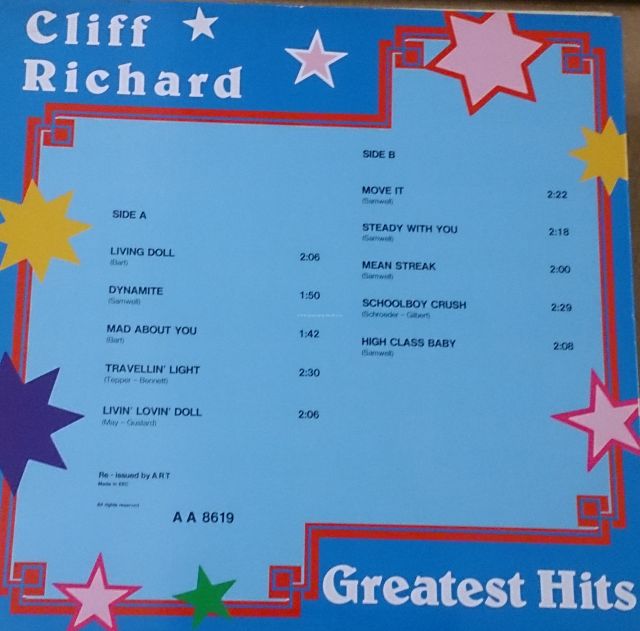 Cliff
Richard
SIDE A
LIVING DOLL 2:06
(Bart)
DYNAMITE 1:50
(Samwell)
MAD ABOUT YOU 1:42
(Bart)
TRAVELLIN' LIGHT 2:30
(Tepper - Bennett)
LIVIN' LOVIN' DOLL 2:06
(May - Gustard)
Re - issued by A R T
Made in EEC
All rights reserved
A A 8619
SIDE B
MOVE IT 2:22
(Samwell)
STEADY WITH YOU 2:18
(Samwell)
MEAN STREAK 2:00
(Samwell)
SCHOOLBOY CRUSH 2:29
(Schroeder - Gilbert)
HIGH CLASS BABY 2:08
(Samwell)
Greatest Hits